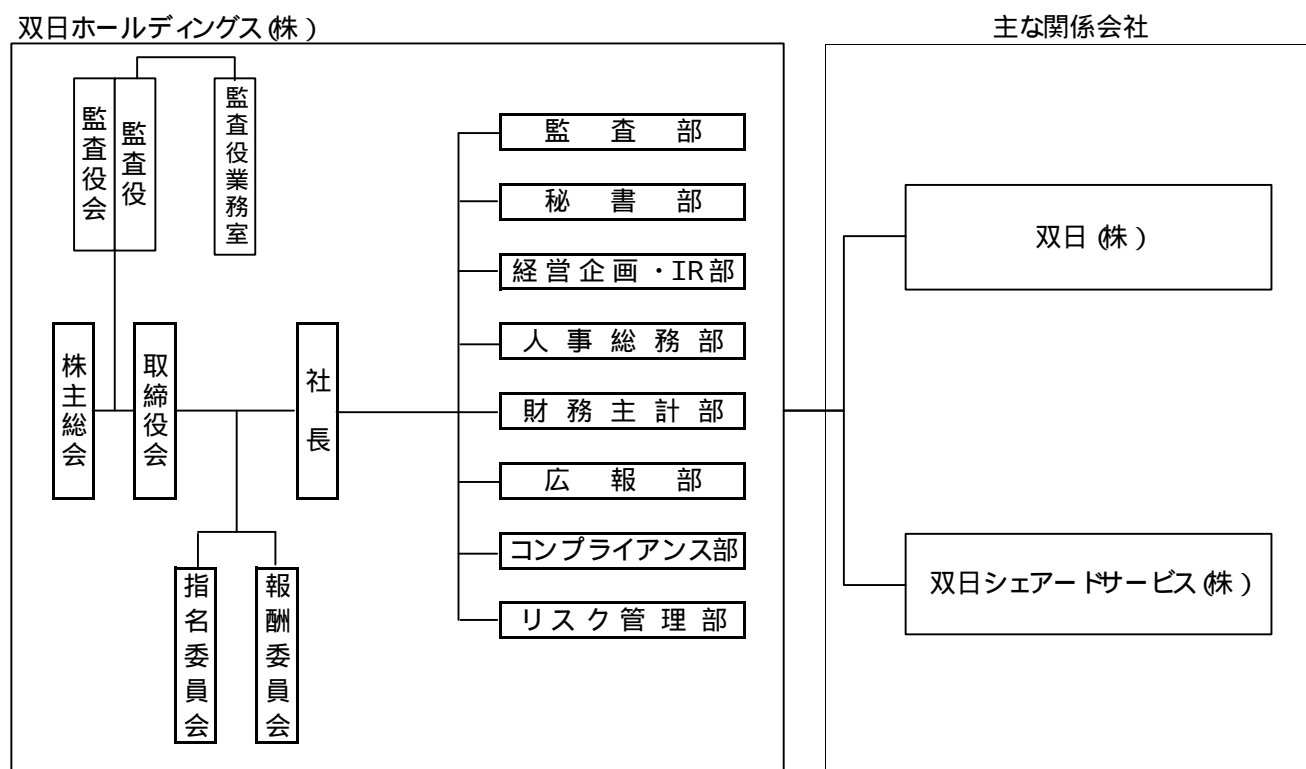 双日ホールディングス(株)
主な関係会社
監査役会
監査役
監査役業務室
株主総会
取締役会
社長
指名委員会
報酬委員会
監査部
秘書部
経営企画・IR部
人事総務部
財務主計部
広報部
コンプライアンス部
リスク管理部
双日(株)
双日シェアードサービス(株)